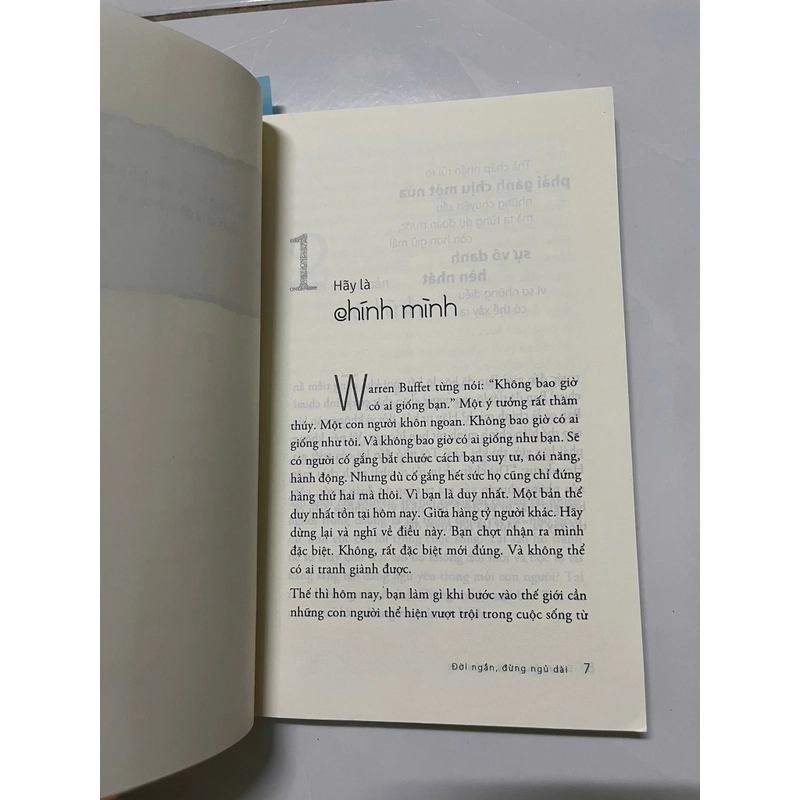 1
Hãy là
chính mình
Warren Buffet từng nói: “Không bao giờ
có ai giống bạn.” Một ý tưởng rất thâm
thúy. Một con người khôn ngoan. Không bao giờ có ai
giống như tôi. Và không bao giờ có ai giống như bạn. Sẽ
có người cố gắng bắt chước cách bạn suy tư, nói năng,
hành động. Nhưng dù cố gắng hết sức họ cũng chỉ đứng
hàng thứ hai mà thôi. Vì bạn là duy nhất. Một bản thể
duy nhất tồn tại hôm nay. Giữa hàng tỷ người khác. Hãy
dừng lại và nghĩ về điều này. Bạn chợt nhận ra mình
đặc biệt. Không, rất đặc biệt mới đúng. Và không thể
có ai tranh giành được.
Thế thì hôm nay, bạn làm gì khi bước vào thế giới cần
những con người thể hiện vượt trội trong cuộc sống từ
Đời ngắn, đừng ngủ dài 7